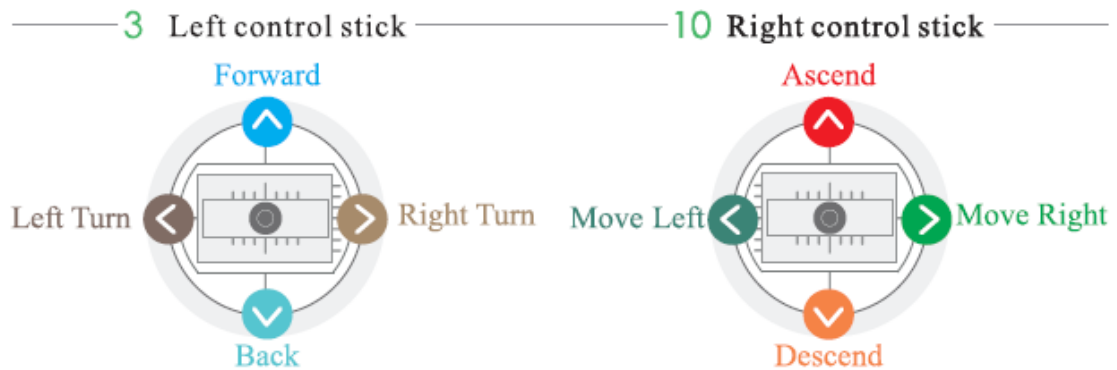 3 Left control stick
10 Right control stick
Forward
Ascend
Left Turn
Right Turn
Move Left
Move Right
Back
Descend